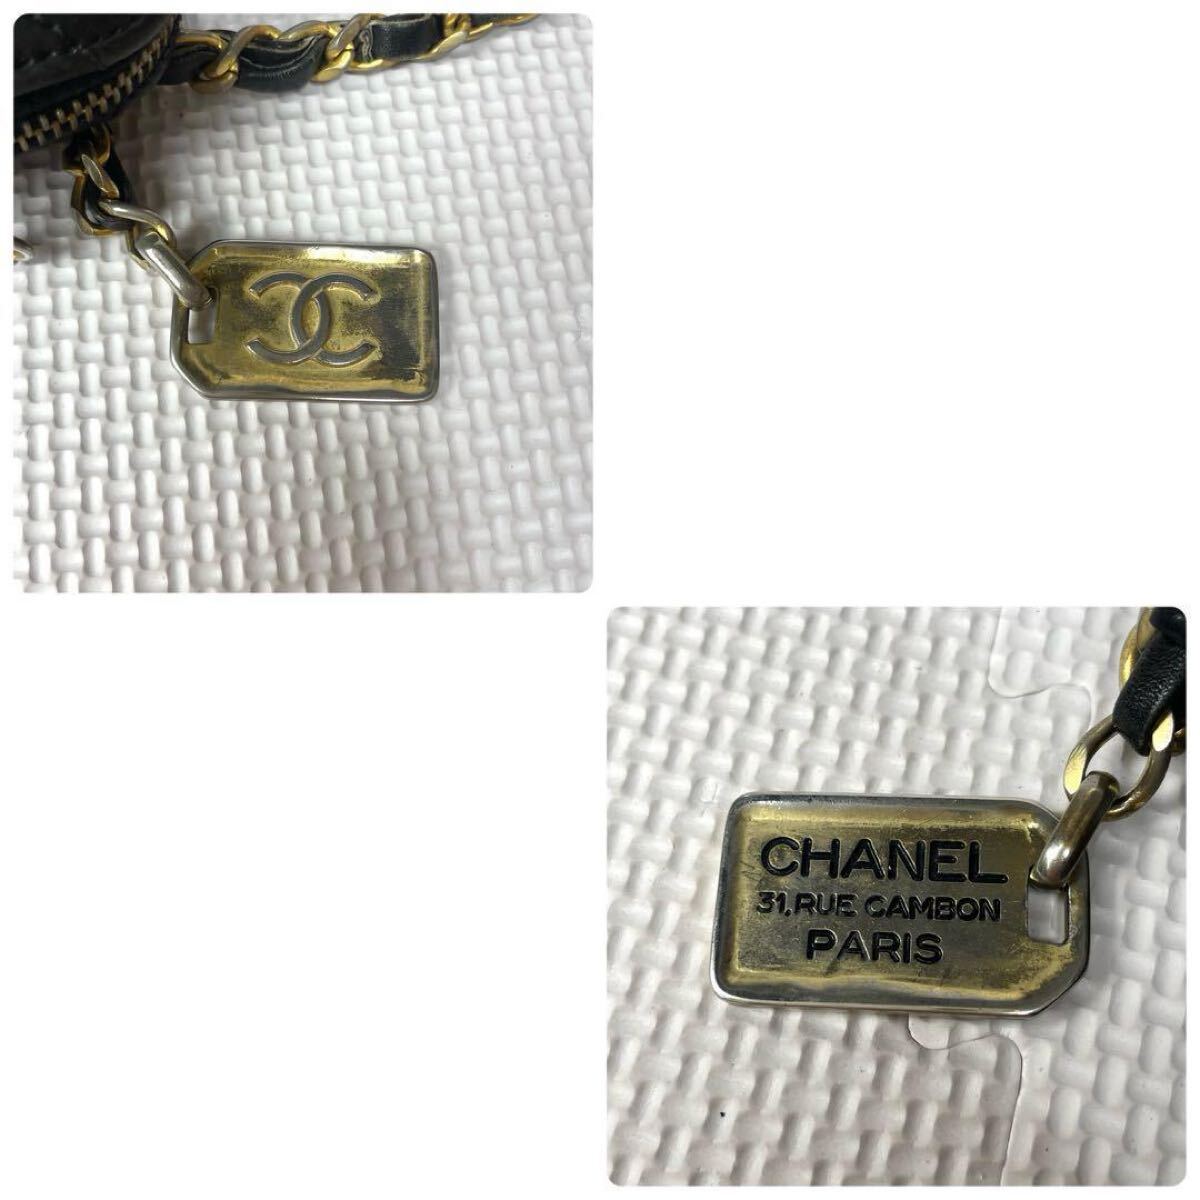 CHANEL
31, RUE CAMBON
PARIS